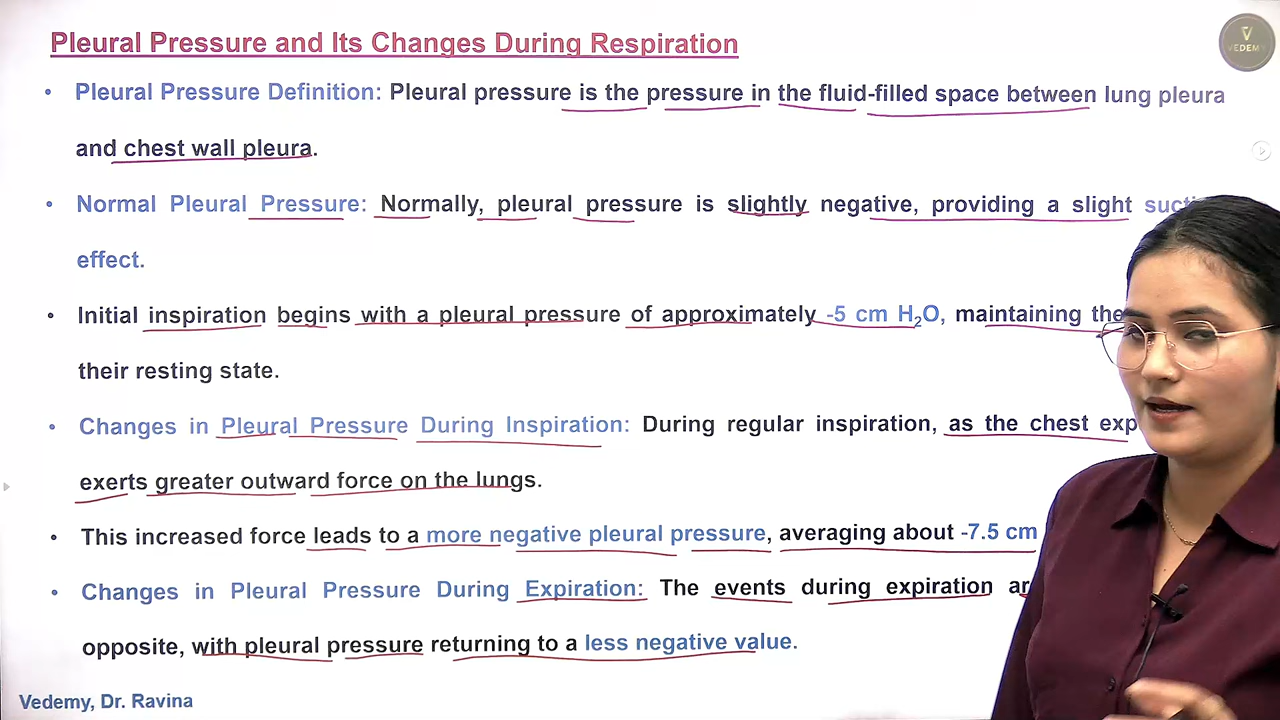 Pleural Pressure and Its Changes During Respiration
VEDEMY
• Pleural Pressure Definition: Pleural pressure is the pressure in the fluid-filled space between lung pleura
and chest wall pleura.
• Normal Pleural Pressure: Normally, pleural pressure is slightly negative, providing a slight
effect.
• Initial inspiration begins with a pleural pressure of approximately -5 cm H₂O, maintaining the
their resting state.
• Changes in Pleural Pressure During Inspiration: During regular inspiration, as the chest
exerts greater outward force on the lungs.
• This increased force leads to a more negative pleural pressure, averaging about -7.5 cm
• Changes in Pleural Pressure During Expiration: The events during expiration
opposite, with pleural pressure returning to a less negative value.
Vedemy, Dr. Ravina